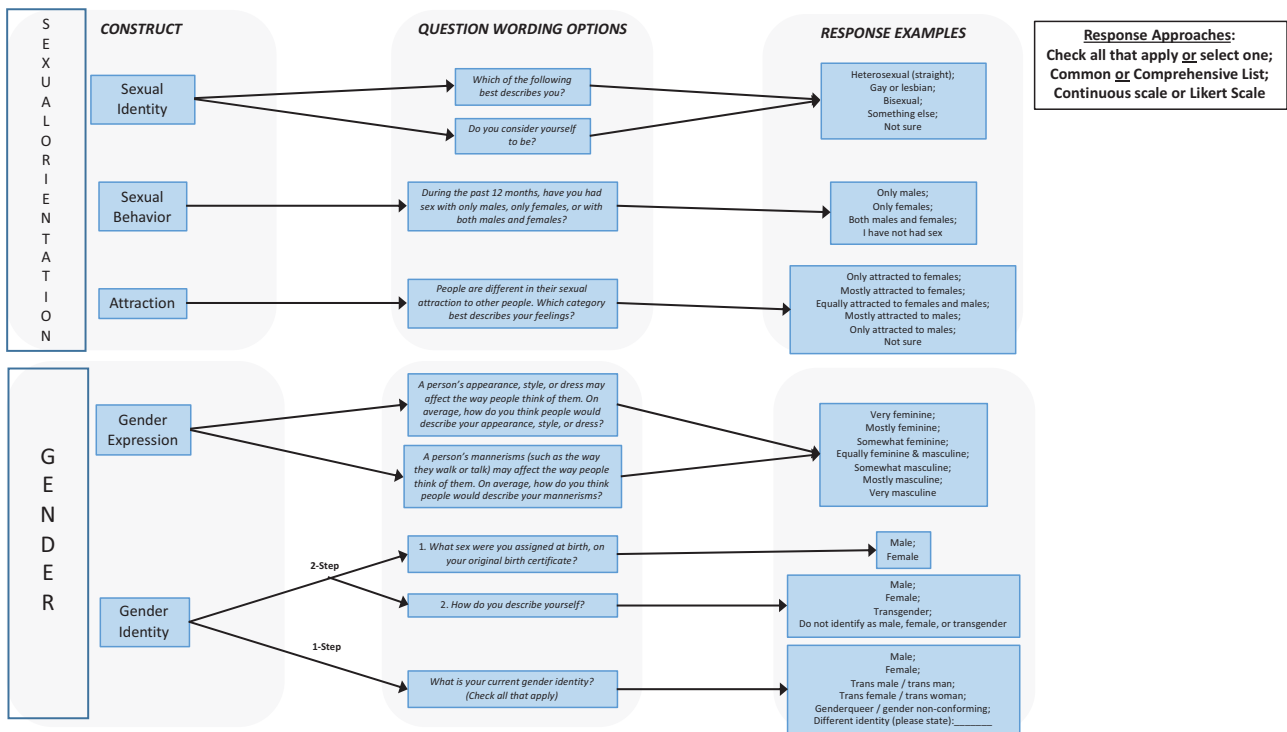 SEXUALORIENTATION
CONSTRUCT
QUESTION WORDING OPTIONS
RESPONSE EXAMPLES
Response Approaches:
Check all that apply or select one;
Common or Comprehensive List;
Continuous scale or Likert Scale
Sexual
Identity
Which of the following
best describes you?
Do you consider yourself
to be?
Heterosexual (straight);
Gay or lesbian;
Bisexual;
Something else;
Not sure
Sexual
Behavior
During the past 12 months, have you had
sex with only males, only females, or with
both males and females?
Only males;
Only females;
Both males and females;
I have not had sex
Attraction
People are different in their sexual
attraction to other people. Which category
best describes your feelings?
Only attracted to females;
Mostly attracted to females;
Equally attracted to females and males;
Mostly attracted to males;
Only attracted to males;
Not sure
GENDER
Gender
Expression
A person's appearance, style, or dress may
affect the way people think of them. On
average, how do you think people would
describe your appearance, style, or dress?
A person's mannerisms (such as the way
they walk or talk) may affect the way people
think of them. On average, how do you think
people would describe your mannerisms?
Very feminine;
Mostly feminine;
Somewhat feminine;
Equally feminine & masculine;
Somewhat masculine;
Mostly masculine;
Very masculine
Gender
Identity
2-Step
1. What sex were you assigned at birth, on
your original birth certificate?
Male;
Female
2. How do you describe yourself?
Male;
Female;
Transgender;
Do not identify as male, female, or transgender
1-Step
What is your current gender identity?
(Check all that apply)
Male;
Female;
Trans male / trans man;
Trans female / trans woman;
Genderqueer / gender non-conforming;
Different identity (please state):_______